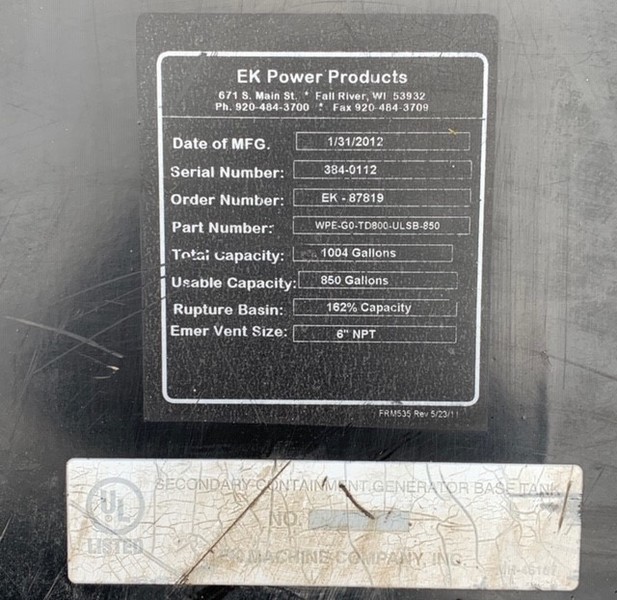 EK Power Products
671 S. Main St. * Fall River, WI 53932
Ph. 920-484-3700 * Fax 920-484-3709
Date of MFG. 1/31/2012
Serial Number: 384-0112
Order Number: EK - 87819
Part Number: WPE-G0-TD800-ULSB-850
Total Capacity: 1004 Gallons
Usable Capacity: 850 Gallons
Rupture Basin: 162% Capacity
Emer Vent Size: 6" NPT
FRM535 Rev 5/23/11
SECONDARY CONTAINMENT GENERATOR BASE TANK
UL
NO.
LISTED
MACHINE COMPANY, INC.